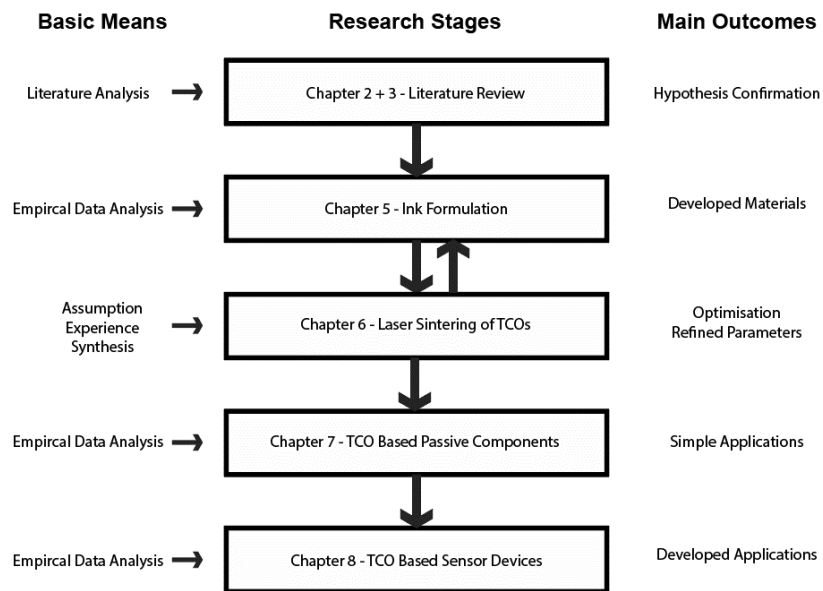 Basic Means
Research Stages
Main Outcomes
Literature Analysis
Chapter 2 + 3 - Literature Review
Hypothesis Confirmation
Empircal Data Analysis
Chapter 5 - Ink Formulation
Developed Materials
Assumption
Experience
Synthesis
Chapter 6 - Laser Sintering of TCOs
Optimisation
Refined Parameters
Empircal Data Analysis
Chapter 7 - TCO Based Passive Components
Simple Applications
Empircal Data Analysis
Chapter 8 - TCO Based Sensor Devices
Developed Applications